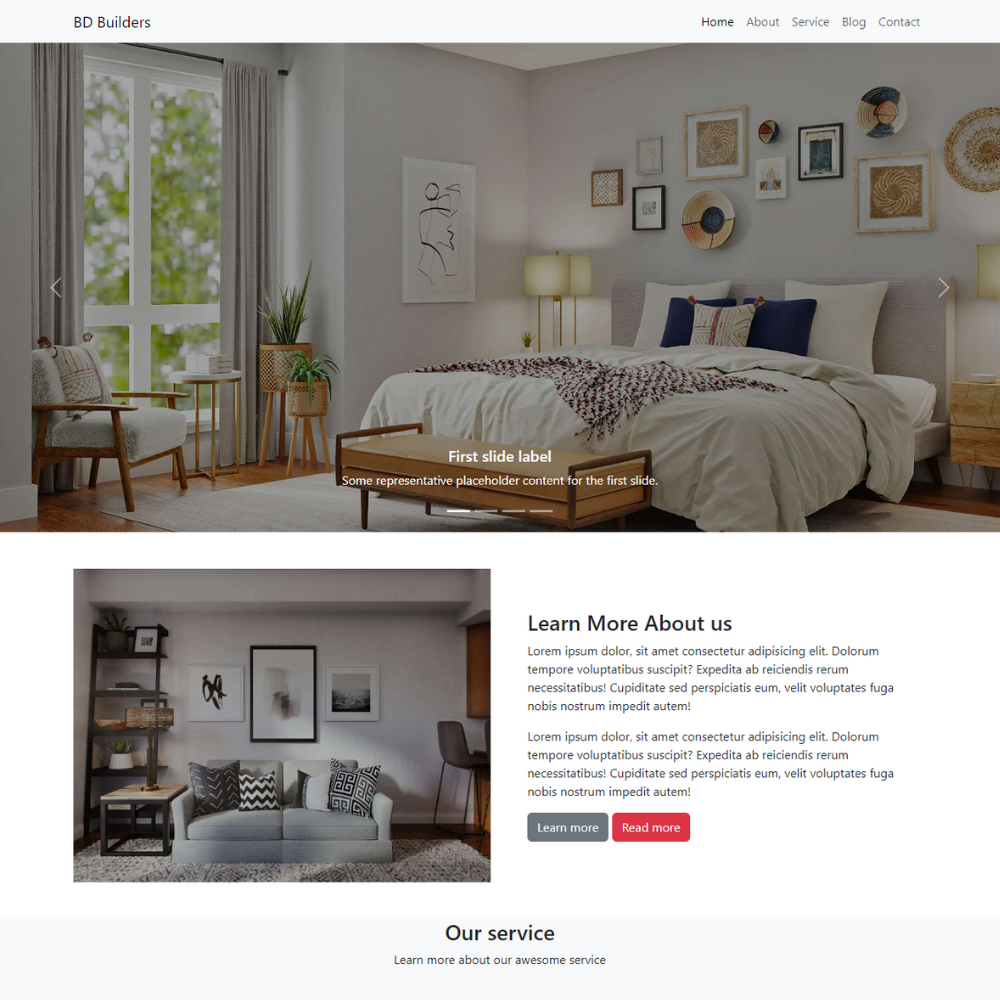 BD Builders
Home About Service Blog Contact
First slide label
Some representative placeholder content for the first slide.
Learn More About us
Lorem ipsum dolor, sit amet consectetur adipisicing elit. Dolorum
tempore voluptatibus suscipit? Expedita ab reiciendis rerum
necessitatibus! Cupiditate sed perspiciatis eum, velit voluptates fuga
nobis nostrum impedit autem!
Lorem ipsum dolor, sit amet consectetur adipisicing elit. Dolorum
tempore voluptatibus suscipit? Expedita ab reiciendis rerum
necessitatibus! Cupiditate sed perspiciatis eum, velit voluptates fuga
nobis nostrum impedit autem!
Learn more Read more
Our service
Learn more about our awesome service